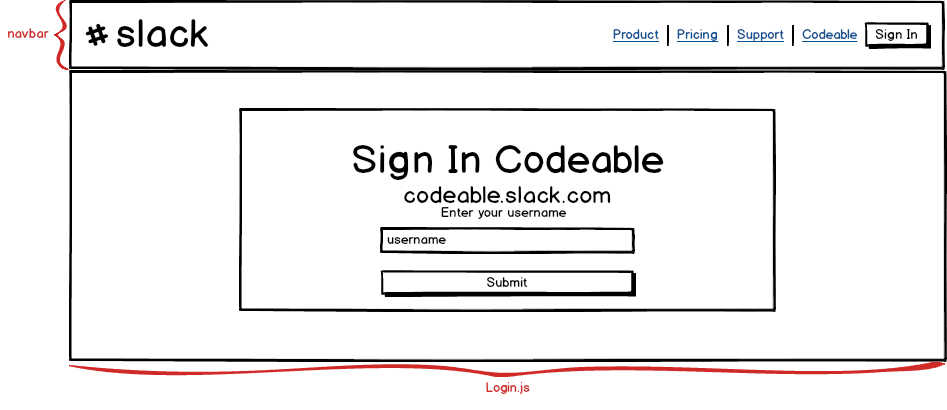 navbar
# slack
Product | Pricing | Support | Codeable Sign In
Sign In Codeable
codeable.slack.com
Enter your username
username
Submit
Login.js